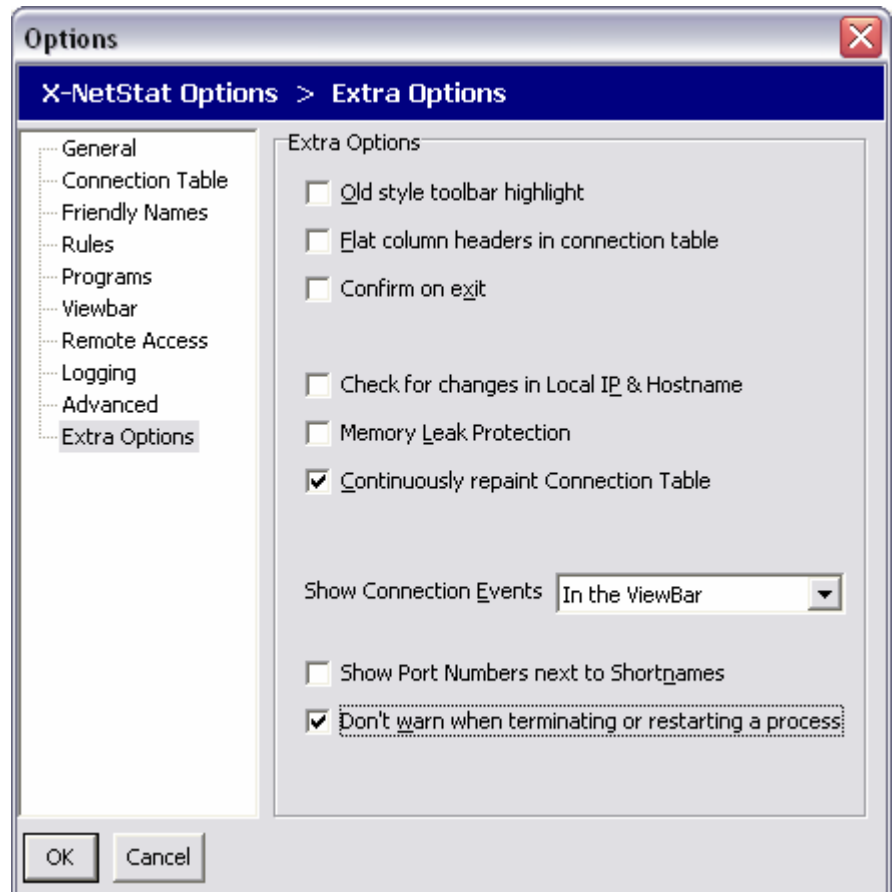 Options
X-NetStat Options > Extra Options
General
Connection Table
Friendly Names
Rules
Programs
Viewbar
Remote Access
Logging
Advanced
Extra Options
Extra Options
Old style toolbar highlight
Flat column headers in connection table
Confirm on exit
Check for changes in Local IP & Hostname
Memory Leak Protection
Continuously repaint Connection Table
Show Connection Events In the ViewBar
Show Port Numbers next to Shortnames
Don't warn when terminating or restarting a process
OK Cancel